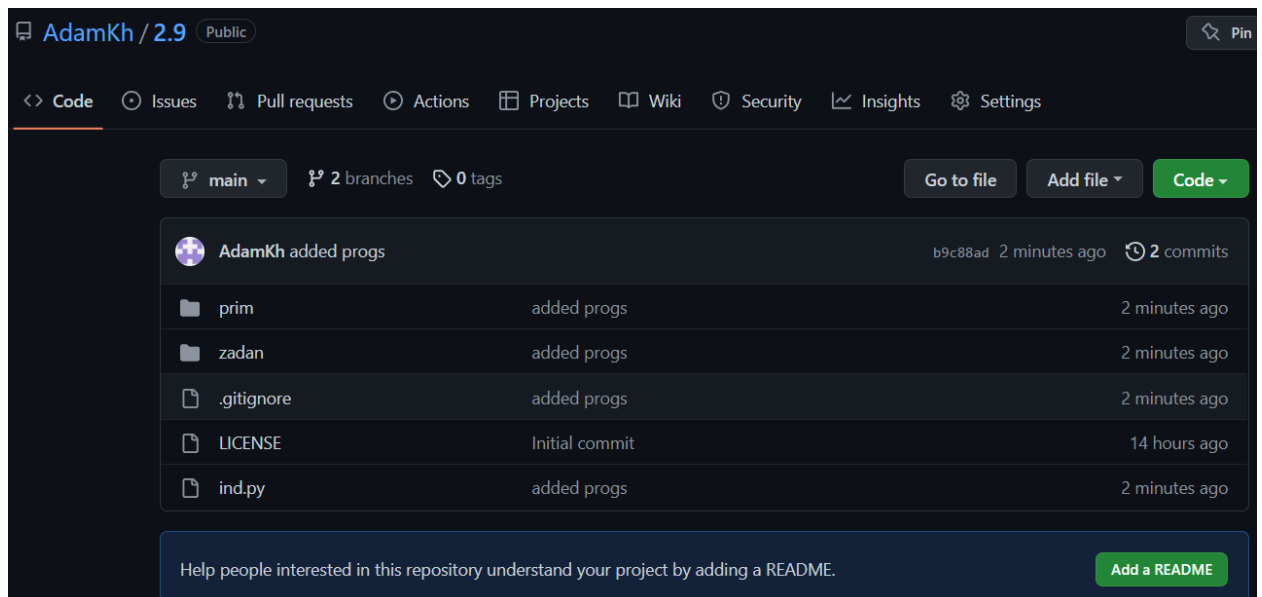 AdamKh / 2.9 Public Pin
Code Issues Pull requests Actions Projects Wiki Security Insights Settings
main 2 branches 0 tags Go to file Add file Code
AdamKh added progs b9c88ad 2 minutes ago 2 commits
prim added progs 2 minutes ago
zadan added progs 2 minutes ago
.gitignore added progs 2 minutes ago
LICENSE Initial commit 14 hours ago
ind.py added progs 2 minutes ago
Help people interested in this repository understand your project by adding a README. Add a README